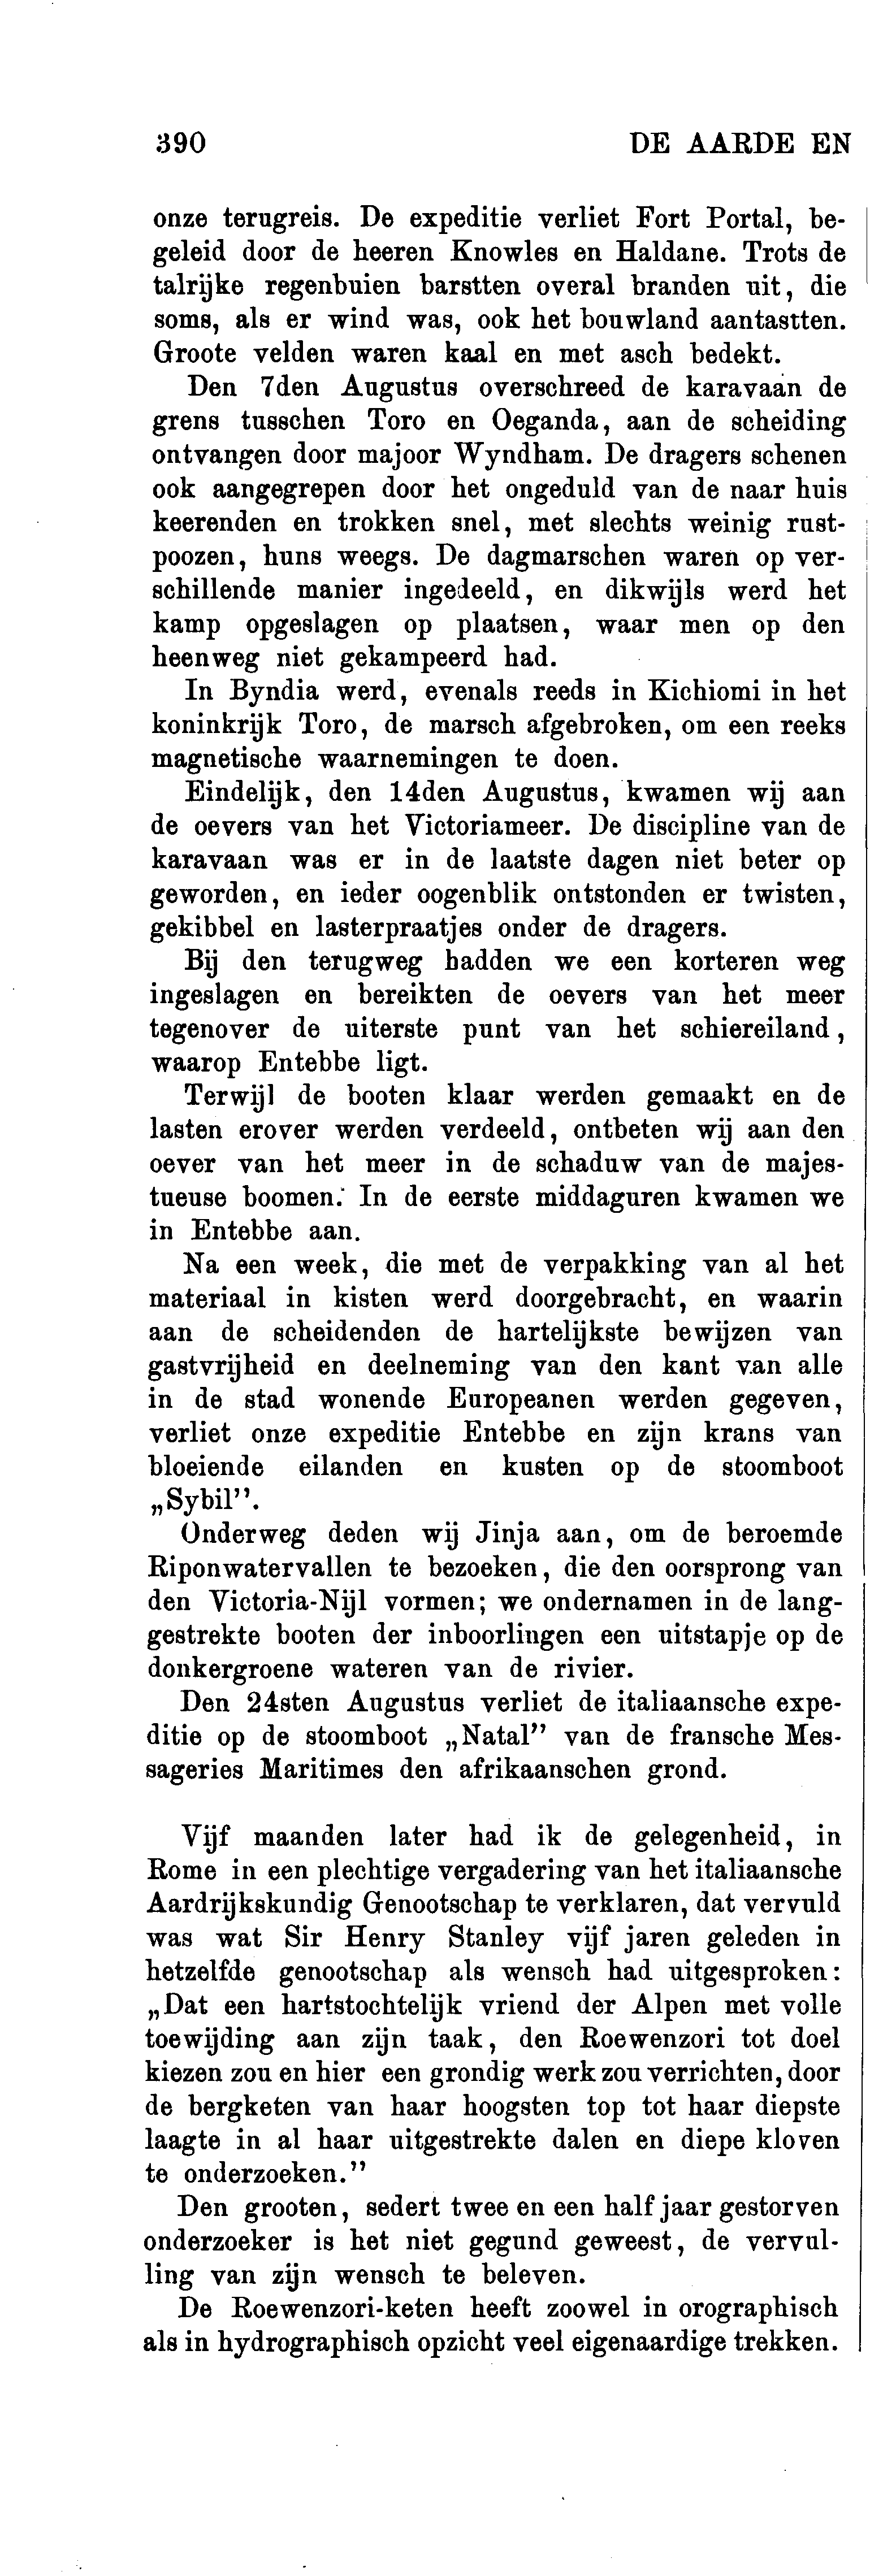 390 DE AARDE EN
onze terugreis. De expeditie verliet Fort Portal, be-
geleid door de heeren Knowles en Haldane. Trots de
talrijke regenbuien barstten overal branden uit, die
soms, als er wind was, ook het bouwland aantastten.
Groote velden waren kaal en met asch bedekt.
Den 7den Augustus overschreed de karavaan de
grens tusschen Toro en Oeganda, aan de scheiding
ontvangen door majoor Wyndham. De dragers schenen
ook aangegrepen door het ongeduld van de naar huis
keerenden en trokken snel, met slechts weinig rust-
poozen, huns weegs. De dagmarschen waren op ver-
schillende manier ingedeeld, en dikwijls werd het
kamp opgeslagen op plaatsen, waar men op den
heenweg niet gekampeerd had.
In Byndia werd, evenals reeds in Kichiomi in het
koninkrijk Toro, de marsch afgebroken, om een reeks
magnetische waarnemingen te doen.
Eindelijk, den 14den Augustus, kwamen wij aan
de oevers van het Victoriameer. De discipline van de
karavaan was er in de laatste dagen niet beter op
geworden, en ieder oogenblik ontstonden er twisten,
gekibbel en lasterpraatjes onder de dragers.
Bij den terugweg hadden we een korteren weg
ingeslagen en bereikten de oevers van het meer
tegenover de uiterste punt van het schiereiland,
waarop Entebbe ligt.
Terwijl de booten klaar werden gemaakt en de
lasten erover werden verdeeld, ontbeten wij aan den
oever van het meer in de schaduw van de majes-
tueuse boomen. In de eerste middaguren kwamen we
in Entebbe aan.
Na een week, die met de verpakking van al het
materiaal in kisten werd doorgebracht, en waarin
aan de scheidenden de hartelijkste bewijzen van
gastvrijheid en deelneming van den kant van alle
in de stad wonende Europeanen werden gegeven,
verliet onze expeditie Entebbe en zijn krans van
bloeiende eilanden en kusten op de stoomboot
„Sybil”.
Onderweg deden wij Jinja aan, om de beroemde
Riponwatervallen te bezoeken, die den oorsprong van
den Victoria-Nijl vormen; we ondernamen in de lang-
gestrekte booten der inboorlingen een uitstapje op de
donkergroene wateren van de rivier.
Den 24sten Augustus verliet de italiaansche expe-
ditie op de stoomboot „Natal” van de fransche Mes-
sageries Maritimes den afrikaanschen grond.
Vijf maanden later had ik de gelegenheid, in
Rome in een plechtige vergadering van het italiaansche
Aardrijkskundig Genootschap te verklaren, dat vervuld
was wat Sir Henry Stanley vijf jaren geleden in
hetzelfde genootschap als wensch had uitgesproken:
„Dat een hartstochtelijk vriend der Alpen met volle
toewijding aan zijn taak, den Roewenzori tot doel
kiezen zou en hier een grondig werk zou verrichten, door
de bergketen van haar hoogsten top tot haar diepste
laagte in al haar uitgestrekte dalen en diepe kloven
te onderzoeken.”
Den grooten, sedert twee en een half jaar gestorven
onderzoeker is het niet gegund geweest, de vervul-
ling van zijn wensch te beleven.
De Roewenzori-keten heeft zoowel in orographisch
als in hydrographisch opzicht veel eigenaardige trekken.